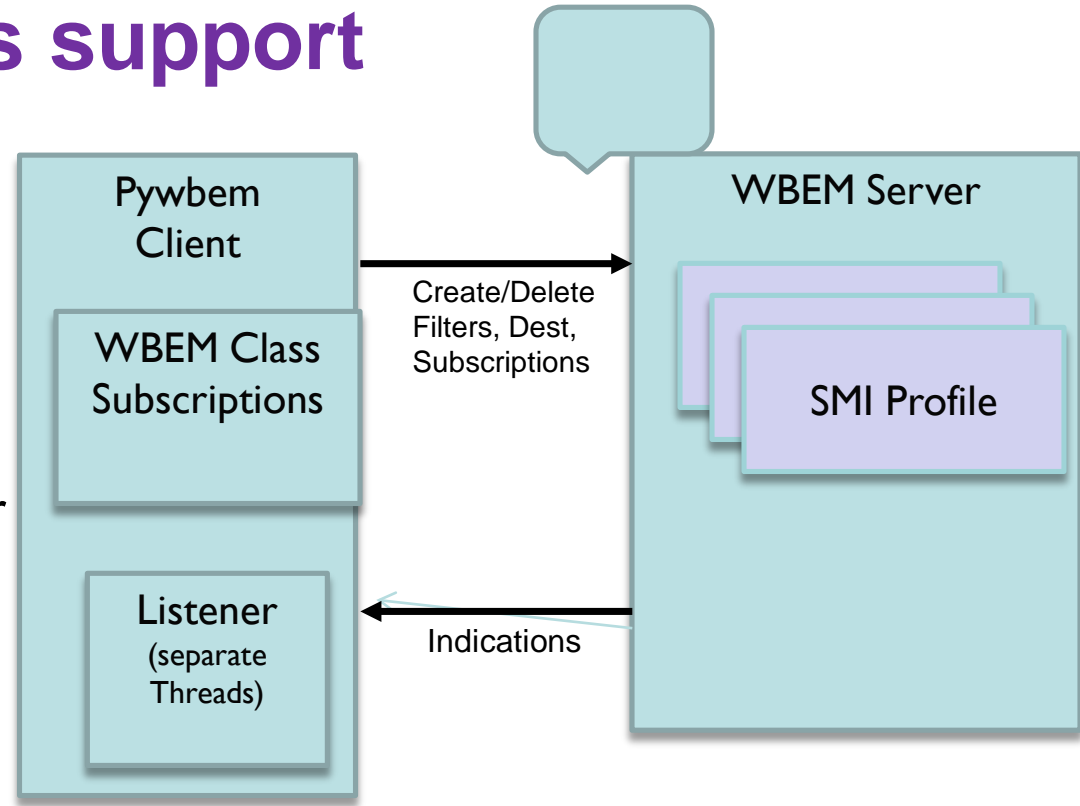 s support
Pywbem
Client
WBEM Class
Subscriptions
Listener
(separate
Threads)
Create/Delete
Filters, Dest,
Subscriptions
Indications
WBEM Server
SMI Profile